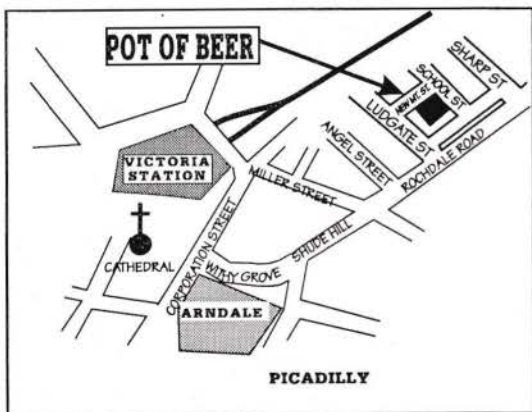 POT OF BEER
SHARP ST
SCHOOL ST
NEW MT. ST.
LUDGATE ST
ANGEL STREET
ROCHDALE ROAD
VICTORIA
STATION
MILLER STREET
SHUDE HILL
CATHEDRAL
CORPORATION STREET
WITHY GROVE
ARNDALE
PICADILLY